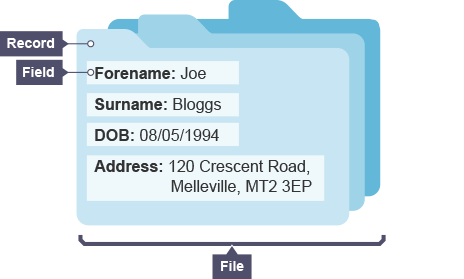 Record
Field
Forename: Joe
Surname: Bloggs
DOB: 08/05/1994
Address: 120 Crescent Road,
Melleville, MT2 3EP
File